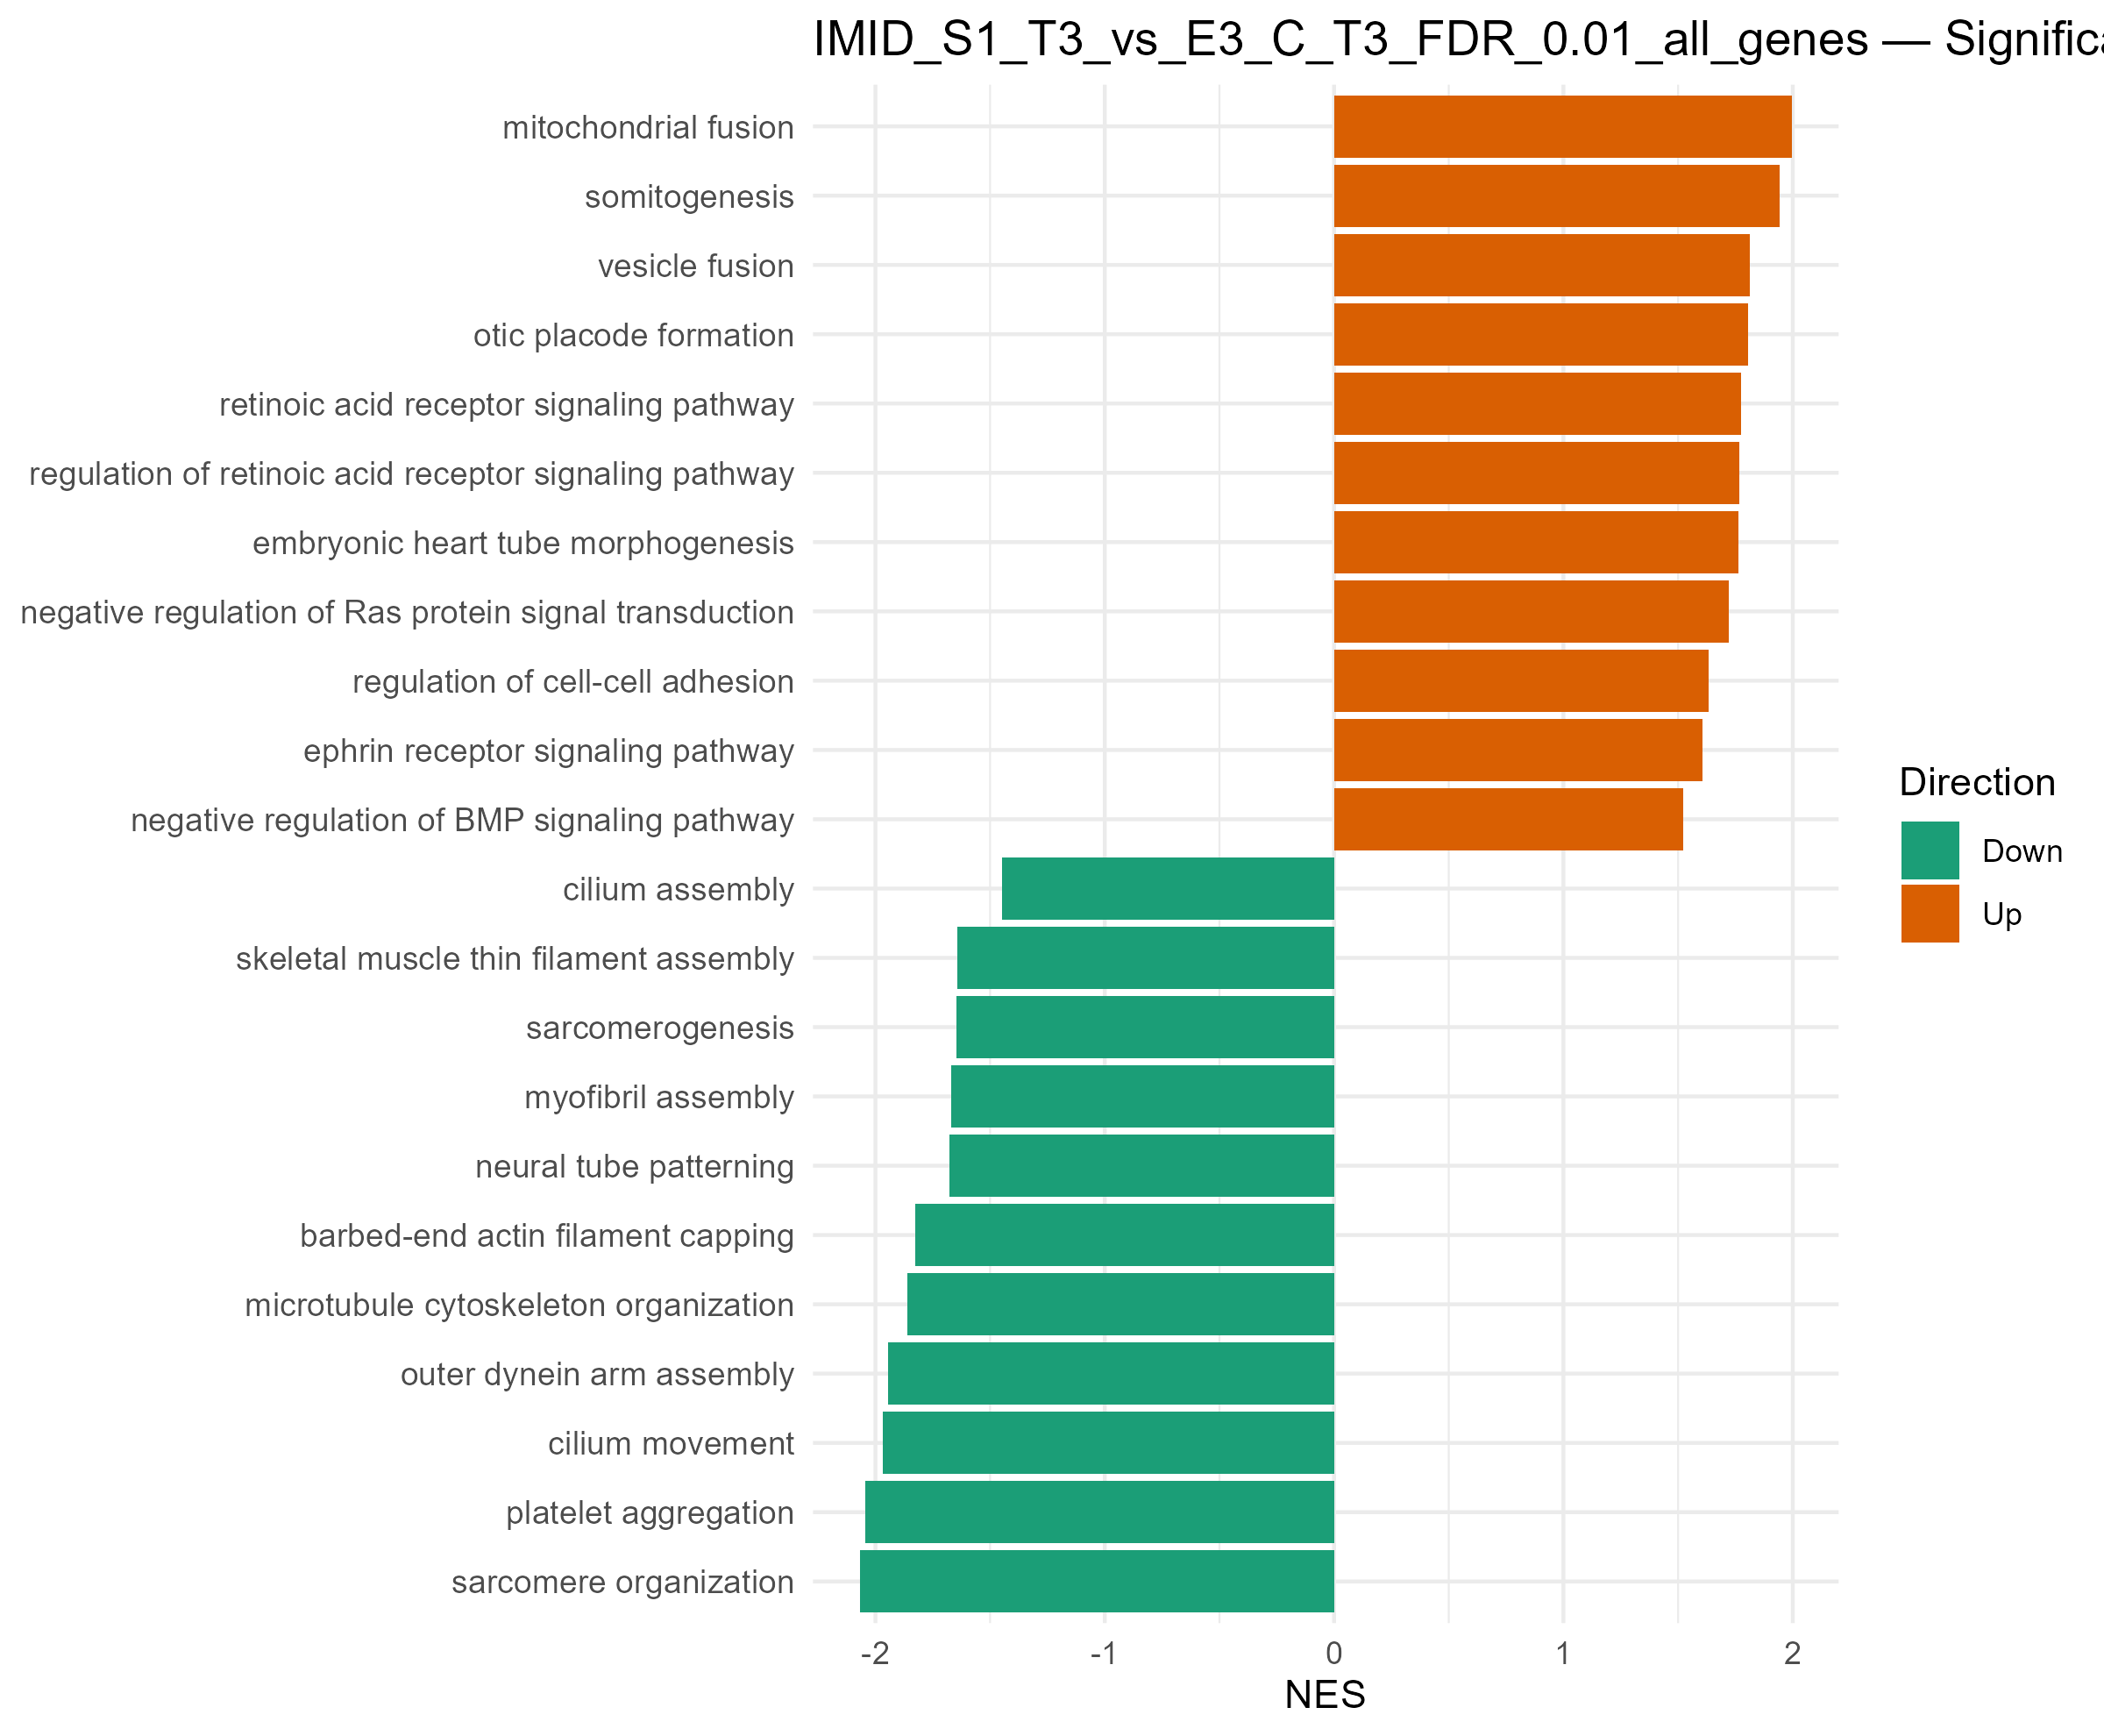 IMID_S1_T3_vs_E3_C_T3_FDR_0.01_all_genes — Signific
mitochondrial fusion
somitogenesis
vesicle fusion
otic placode formation
retinoic acid receptor signaling pathway
regulation of retinoic acid receptor signaling pathway
embryonic heart tube morphogenesis
negative regulation of Ras protein signal transduction
regulation of cell-cell adhesion
ephrin receptor signaling pathway
negative regulation of BMP signaling pathway
cilium assembly
skeletal muscle thin filament assembly
sarcomerogenesis
myofibril assembly
neural tube patterning
barbed-end actin filament capping
microtubule cytoskeleton organization
outer dynein arm assembly
cilium movement
platelet aggregation
sarcomere organization
-2 -1 0 1 2
NES
Direction
Down
Up